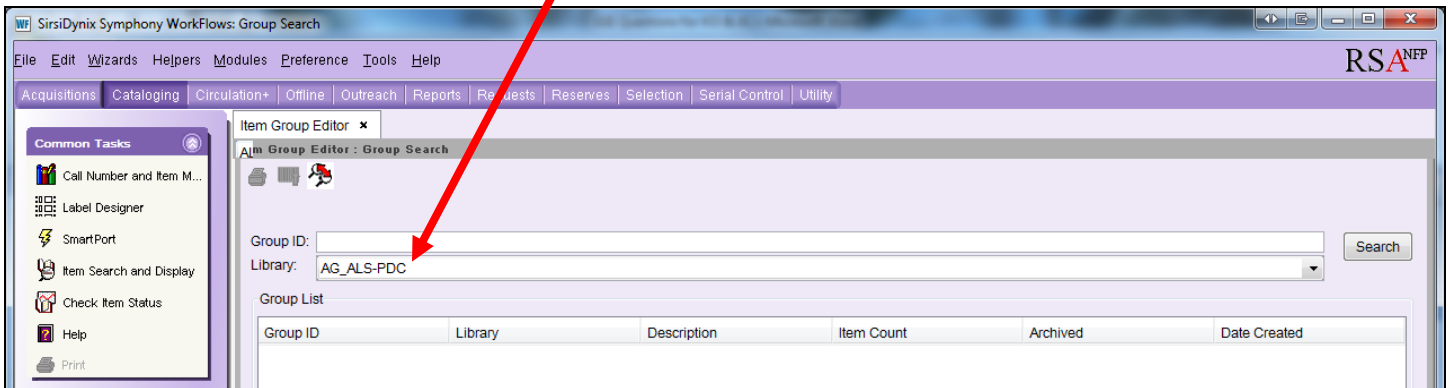 WF SirsiDynix Symphony WorkFlows: Group Search
File Edit Wizards Helpers Modules Preference Tools Help
RSA NFP
Acquisitions Cataloging Circulation+ Offline Outreach Reports Requests Reserves Selection Serial Control Utility
Item Group Editor ×
Common Tasks
Call Number and Item M...
Label Designer
SmartPort
Item Search and Display
Check Item Status
Help
Print
Alm Group Editor : Group Search
Group ID:
Search
Library: AG_ALS-PDC
Group List
Group ID Library Description Item Count Archived Date Created